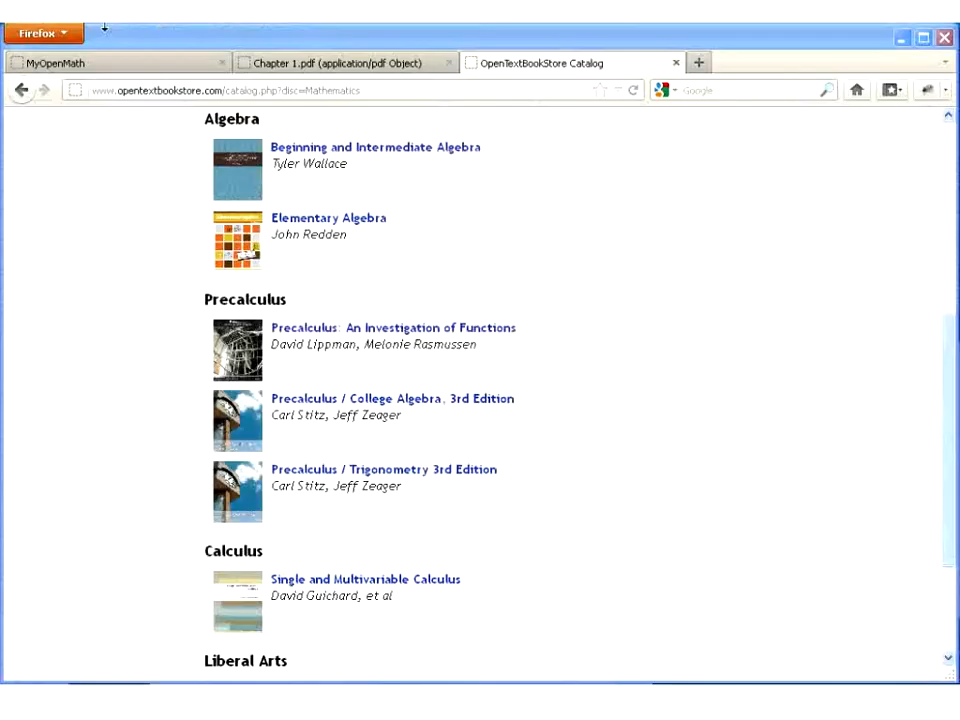 Firefox
MyOpenMath
Chapter 1.pdf (application/pdf Object)
OpenTextBookStore Catalog
www.opentextbookstore.com/catalog.php?disc=Mathematics
Google
Algebra
Beginning and Intermediate Algebra
Tyler Wallace
Elementary Algebra
John Redden
Precalculus
Precalculus: An Investigation of Functions
David Lippman, Melonie Rasmussen
Precalculus / College Algebra, 3rd Edition
Carl Stitz, Jeff Zeager
Precalculus / Trigonometry 3rd Edition
Carl Stitz, Jeff Zeager
Calculus
Single and Multivariable Calculus
David Guichard, et al
Liberal Arts